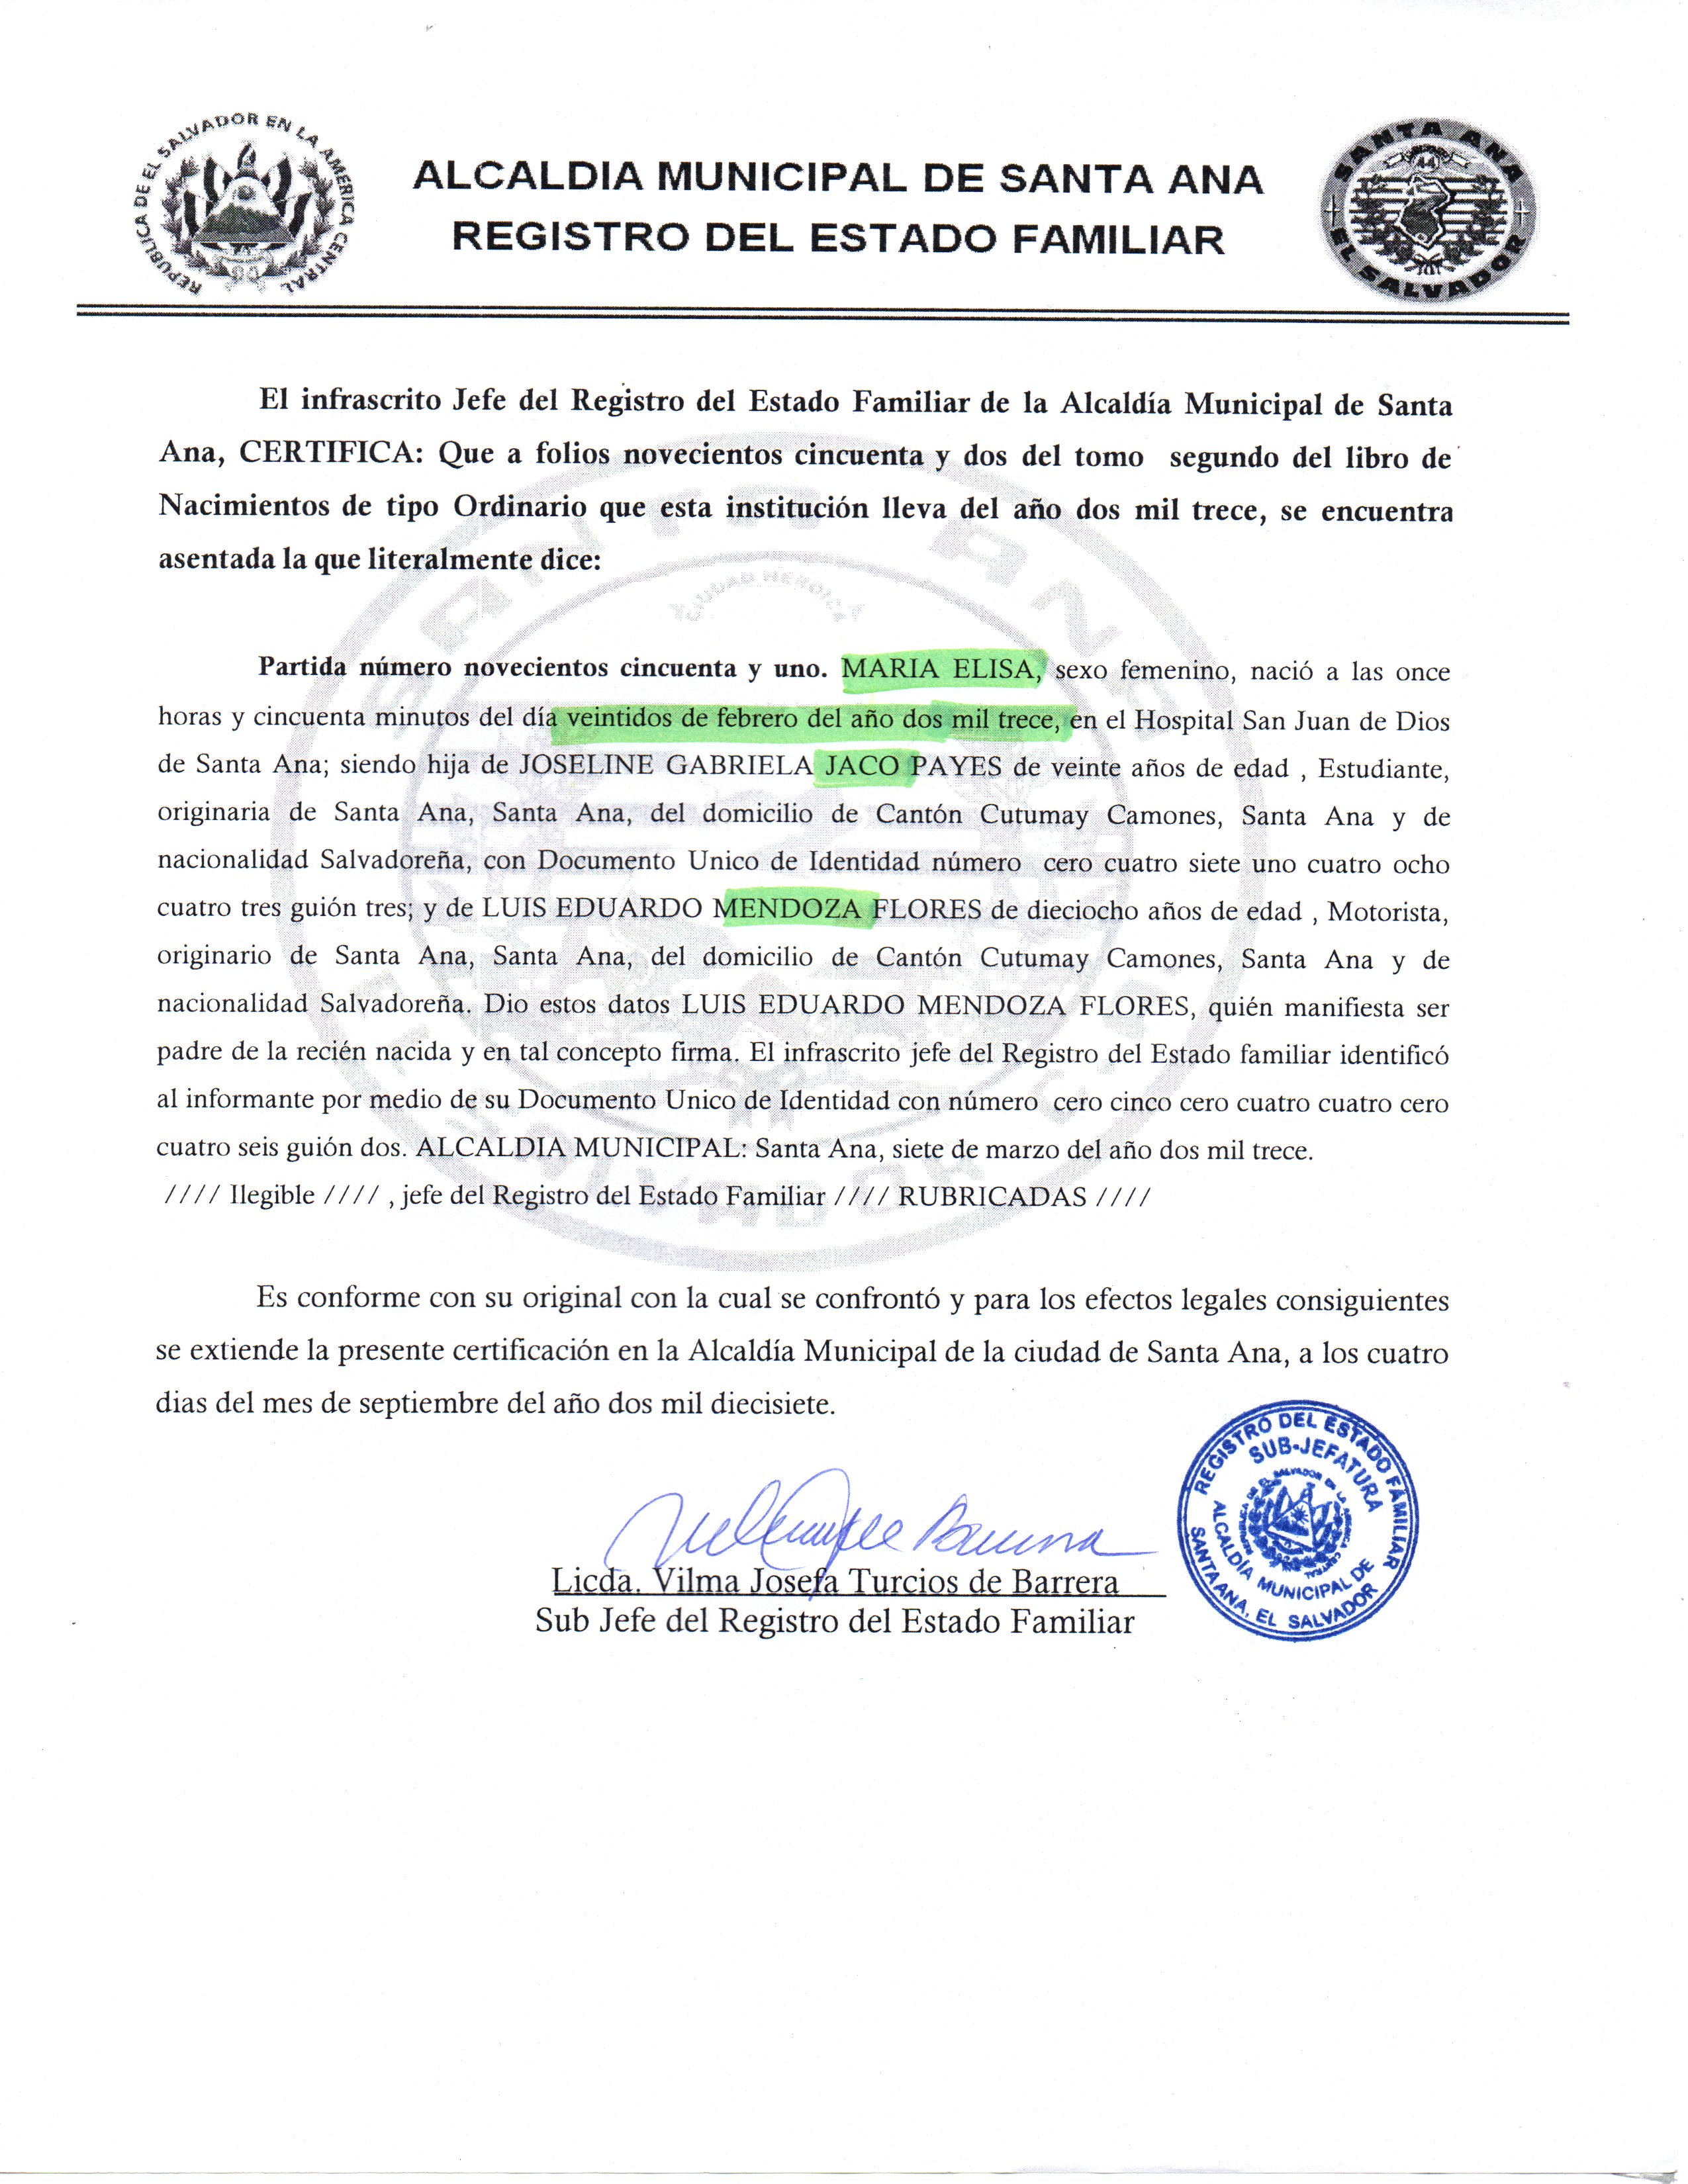 REPUBLICA DE EL SALVADOR EN LA AMERICA CENTRAL
ALCALDIA MUNICIPAL DE SANTA ANA
REGISTRO DEL ESTADO FAMILIAR
SANTA ANA
EL SALVADOR
El infrascrito Jefe del Registro del Estado Familiar de la Alcaldía Municipal de Santa
Ana, CERTIFICA: Que a folios novecientos cincuenta y dos del tomo segundo del libro de
Nacimientos de tipo Ordinario que esta institución lleva del año dos mil trece, se encuentra
asentada la que literalmente dice:
CIUDAD HEROICA
Partida número novecientos cincuenta y uno. MARIA ELISA, sexo femenino, nació a las once
horas y cincuenta minutos del día veintidos de febrero del año dos mil trece, en el Hospital San Juan de Dios
de Santa Ana; siendo hija de JOSELINE GABRIELA JACO PAYES de veinte años de edad , Estudiante,
originaria de Santa Ana, Santa Ana, del domicilio de Cantón Cutumay Camones, Santa Ana y de
nacionalidad Salvadoreña, con Documento Unico de Identidad número cero cuatro siete uno cuatro ocho
cuatro tres guión tres; y de LUIS EDUARDO MENDOZA FLORES de dieciocho años de edad , Motorista,
originario de Santa Ana, Santa Ana, del domicilio de Cantón Cutumay Camones, Santa Ana y de
nacionalidad Salvadoreña. Dio estos datos LUIS EDUARDO MENDOZA FLORES, quién manifiesta ser
padre de la recién nacida y en tal concepto firma. El infrascrito jefe del Registro del Estado familiar identificó
al informante por medio de su Documento Unico de Identidad con número cero cinco cero cuatro cuatro cero
cuatro seis guión dos. ALCALDIA MUNICIPAL: Santa Ana, siete de marzo del año dos mil trece.
//// Ilegible //// , jefe del Registro del Estado Familiar //// RUBRICADAS ////
Es conforme con su original con la cual se confrontó y para los efectos legales consiguientes
se extiende la presente certificación en la Alcaldía Municipal de la ciudad de Santa Ana, a los cuatro
dias del mes de septiembre del año dos mil diecisiete.
Licda. Vilma Josefa Turcios de Barrera
Sub Jefe del Registro del Estado Familiar
REGISTRO DEL ESTADO FAMILIAR
SUB-JEFATURA
ALCALDÍA MUNICIPAL DE
SANTA ANA, EL SALVADOR